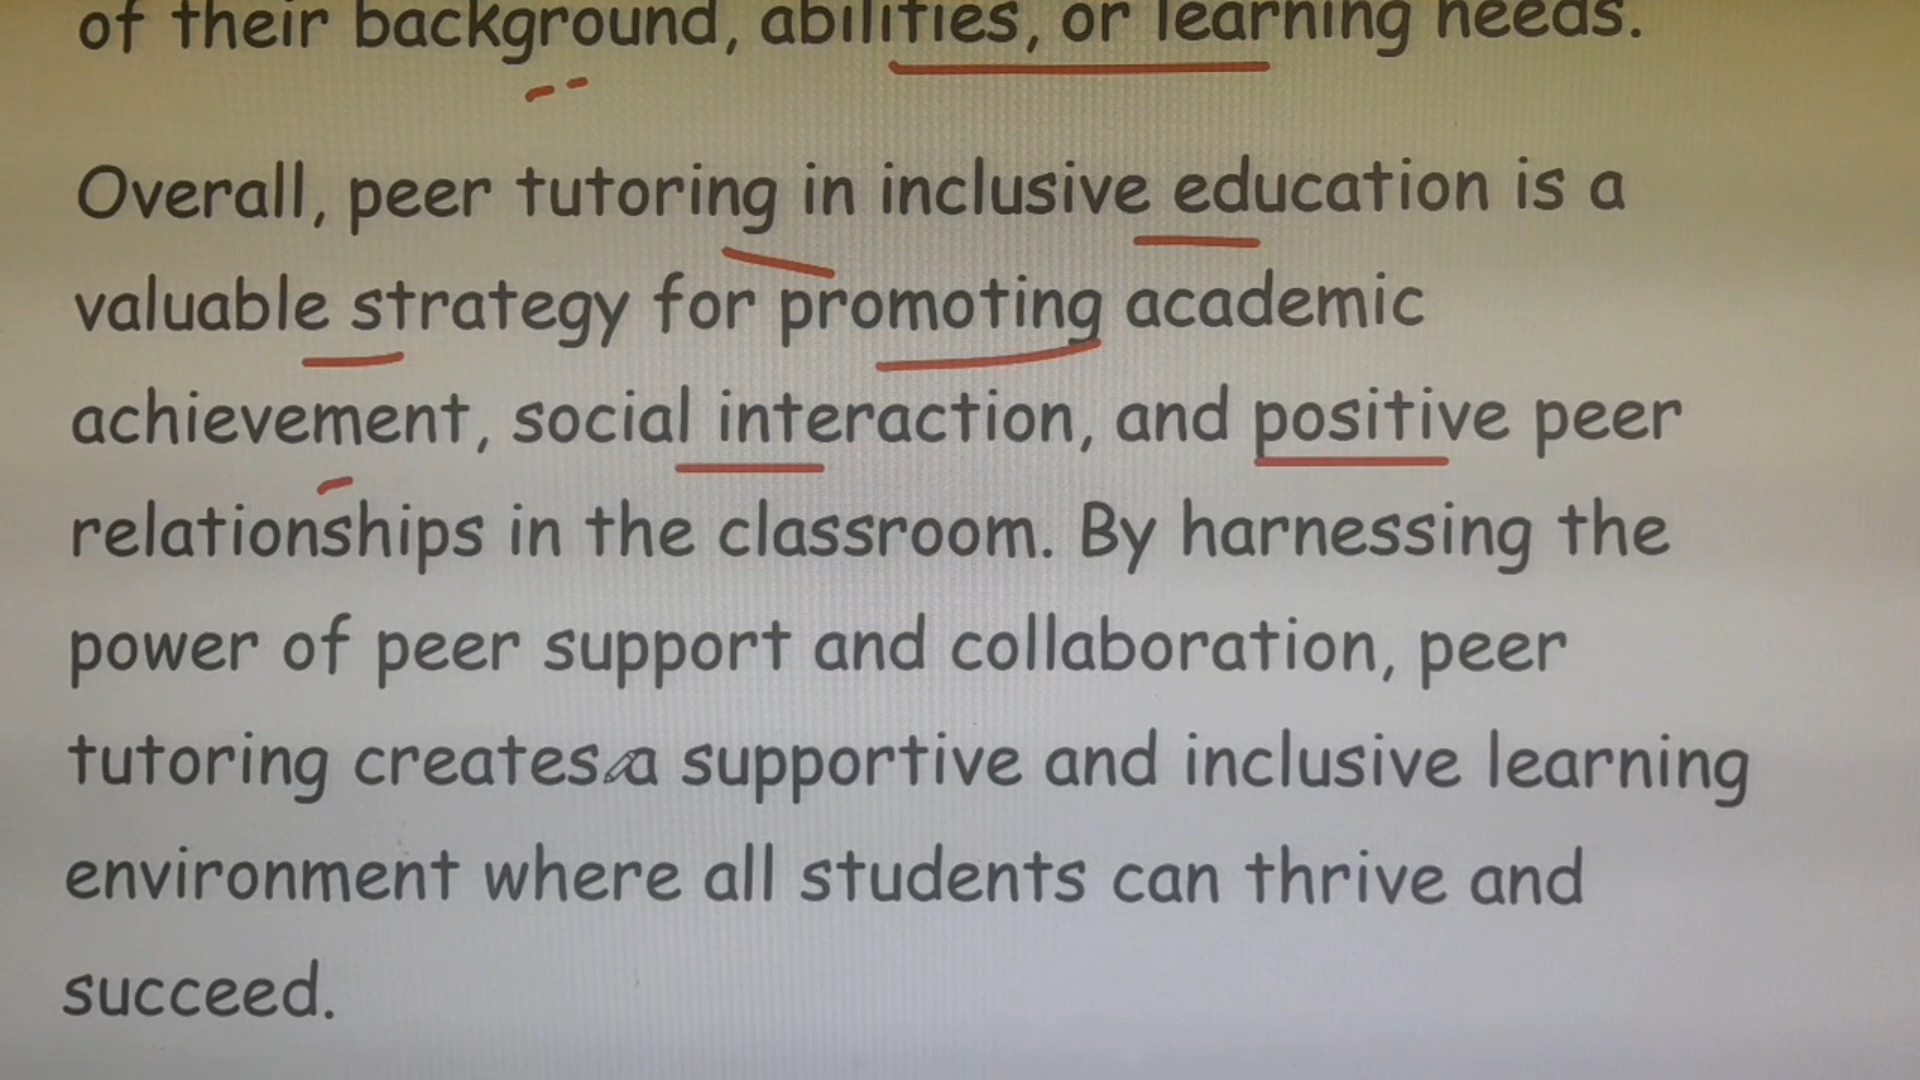 of their background, abilities, or learning needs.
Overall, peer tutoring in inclusive education is a
valuable strategy for promoting academic
achievement, social interaction, and positive peer
relationships in the classroom. By harnessing the
power of peer support and collaboration, peer
tutoring creates a supportive and inclusive learning
environment where all students can thrive and
succeed.